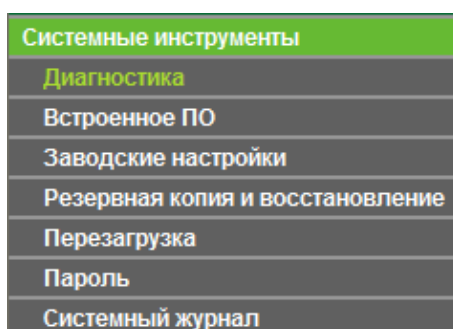 Системные инструменты
Диагностика
Встроенное ПО
Заводские настройки
Резервная копия и восстановление
Перезагрузка
Пароль
Системный журнал